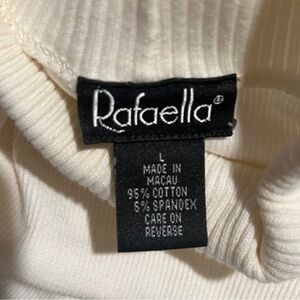 Rafaella®
L
MADE IN
MACAU
95% COTTON
5% SPANDEX
CARE ON
REVERSE